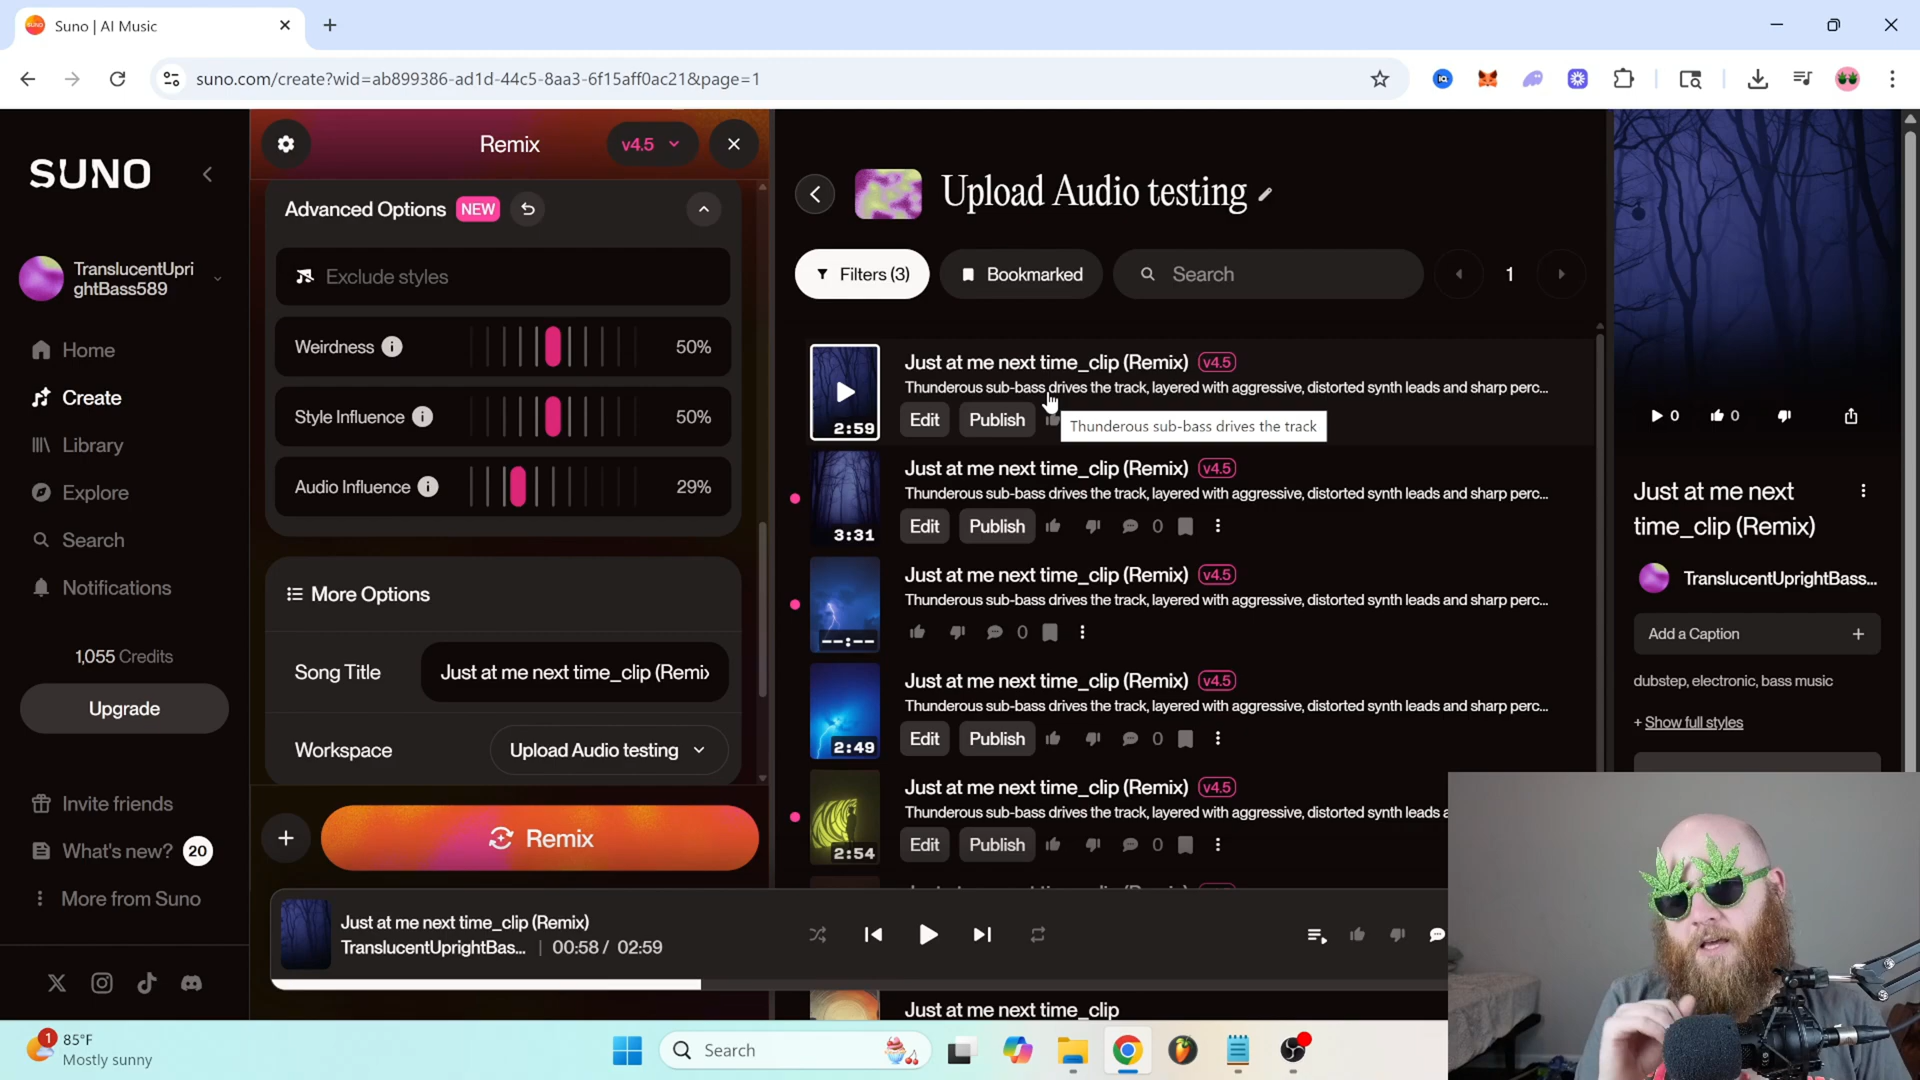 Suno | AI Music
suno.com/create?wid=ab899386-ad1d-44c5-8aa3-6f15aff0ac21&page=1
SUNO
TranslucentUpri
ghtBass589
Home
Create
Library
Explore
Search
Notifications
1,055 Credits
Upgrade
Invite friends
What's new? 20
More from Suno
Remix
v4.5
Advanced Options NEW
Exclude styles
Weirdness 50%
Style Influence 50%
Audio Influence 29%
More Options
Song Title Just at me next time_clip (Remi
Workspace Upload Audio testing
Remix
Upload Audio testing
Filters (3)
Bookmarked
Search
1
Just at me next time_clip (Remix) v4.5
Thunderous sub-bass drives the track, layered with aggressive, distorted synth leads and sharp perc...
2:59
Edit Publish
Thunderous sub-bass drives the track
Just at me next time_clip (Remix) v4.5
Thunderous sub-bass drives the track, layered with aggressive, distorted synth leads and sharp perc...
3:31
Edit Publish 0
Just at me next time_clip (Remix) v4.5
Thunderous sub-bass drives the track, layered with aggressive, distorted synth leads and sharp perc...
--:--
0
Just at me next time_clip (Remix) v4.5
Thunderous sub-bass drives the track, layered with aggressive, distorted synth leads and sharp perc...
2:49
Edit Publish 0
Just at me next time_clip (Remix) v4.5
Thunderous sub-bass drives the track, layered with aggressive, distorted synth leads a
2:54
Edit Publish 0
Just at me next time_clip
0 0
Just at me next
time_clip (Remix)
TranslucentUprightBass...
Add a Caption +
dubstep, electronic, bass music
+ Show full styles
Just at me next time_clip (Remix)
TranslucentUprightBas... | 00:58 / 02:59
1
85°F
Mostly sunny
Search